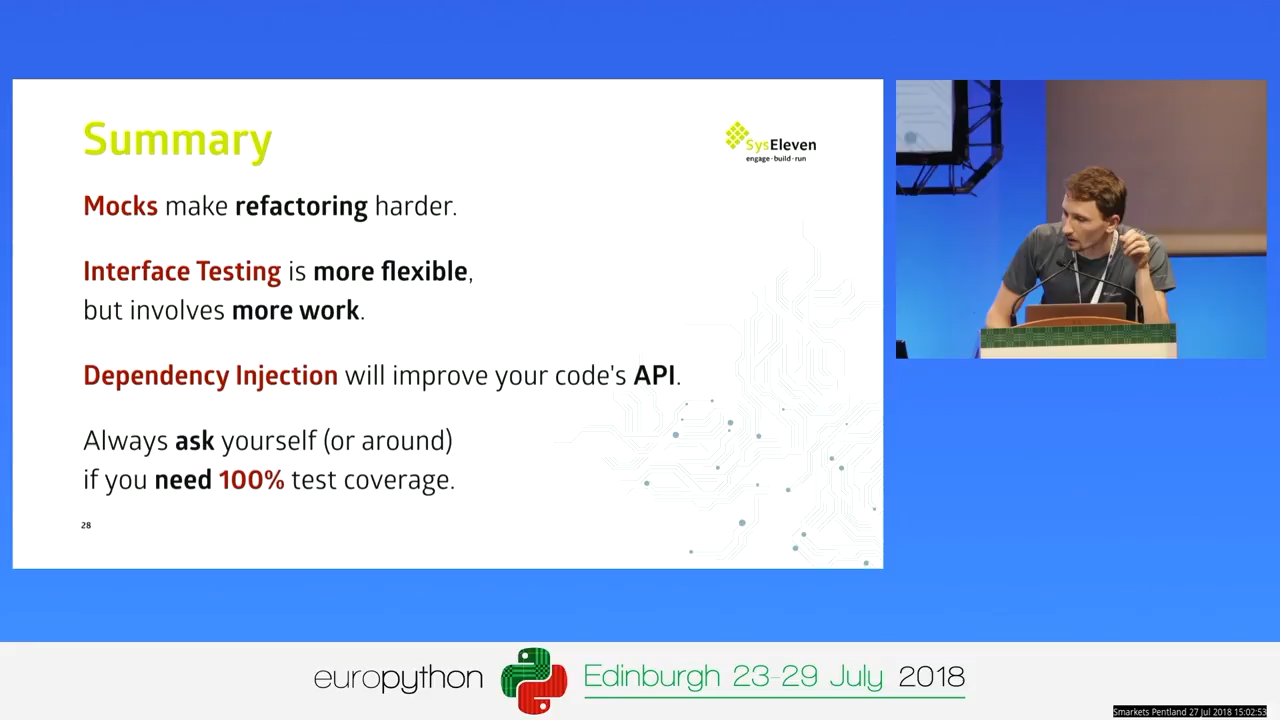 Summary
SysEleven
engage·build·run
Mocks make refactoring harder.
Interface Testing is more flexible,
but involves more work.
Dependency Injection will improve your code's API.
Always ask yourself (or around)
if you need 100% test coverage.
28
europython Edinburgh 23-29 July 2018
Smarkets Pentland 27 Jul 2018 15:02:53